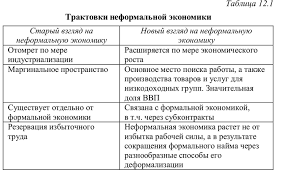 Таблица 12.1
Трактовки неформальной экономики
Старый взгляд на
неформальную экономику
Новый взгляд на неформальную
экономику
Отомрет по мере
индустриализации
Расширяется по мере экономического
роста
Маргинальное пространство
Основное место поиска работы, а также
производства товаров и услуг для
низкодоходных групп. Значительная
доля ВВП
Существует отдельно от
формальной экономики
Связана с формальной экономикой,
в т.ч. через субконтракты
Резервация избыточного
труда
Неформальная экономика растет не от
избытка рабочей силы, а в результате
сокращения формального найма через
разнообразные способы его
деформализации